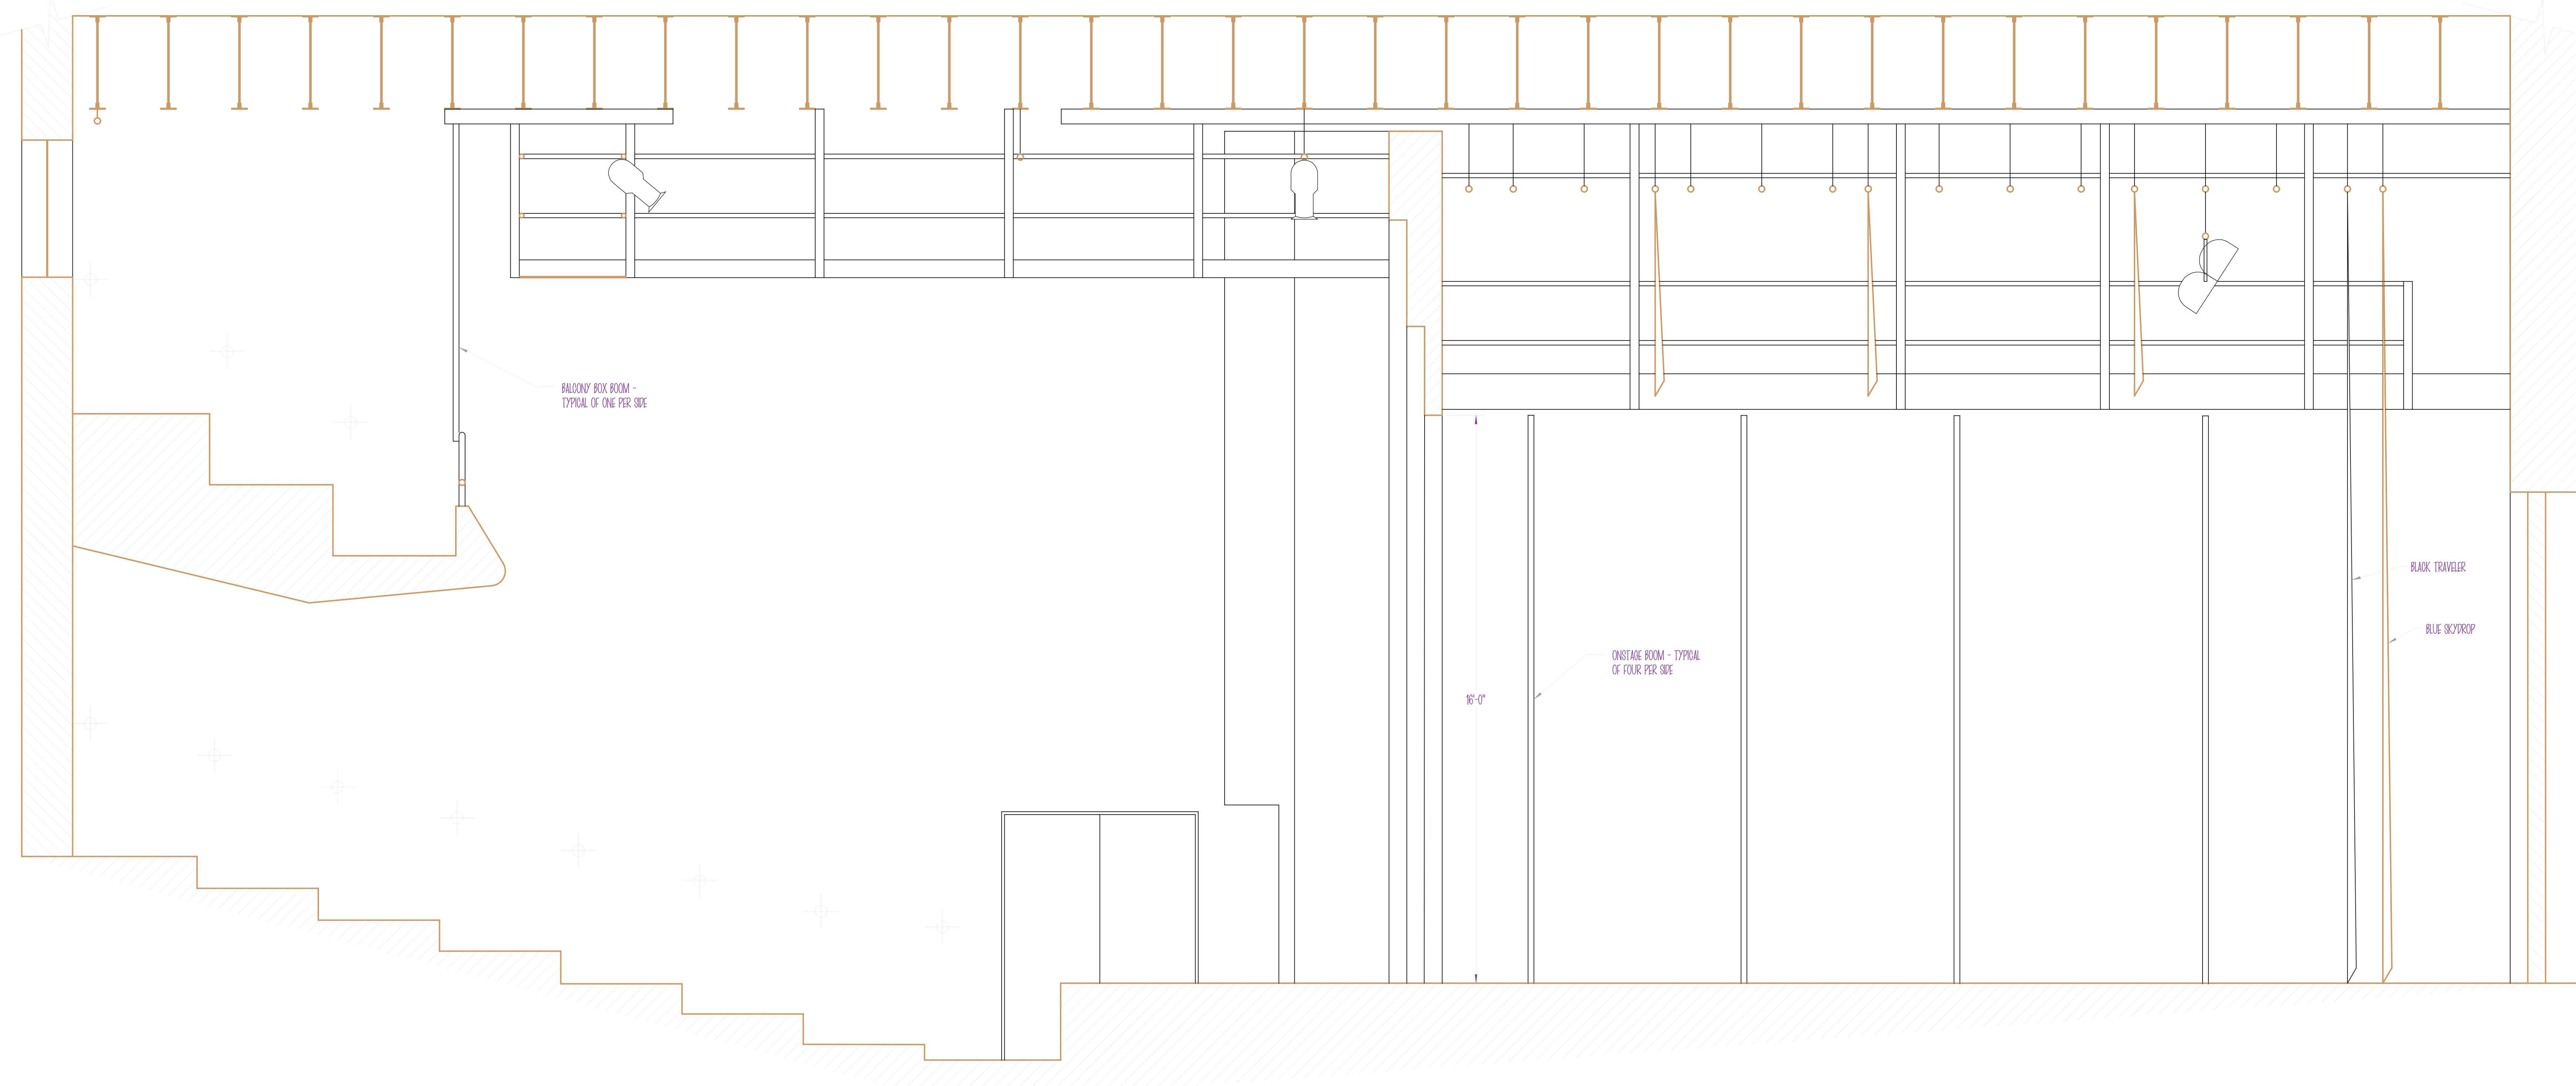 BALCONY BOX BOOM -
TYPICAL OF ONE PER SIDE
BLACK TRAVELER
BLUE SKYDROP
ONSTAGE BOOM - TYPICAL
OF FOUR PER SIDE
16'-0"